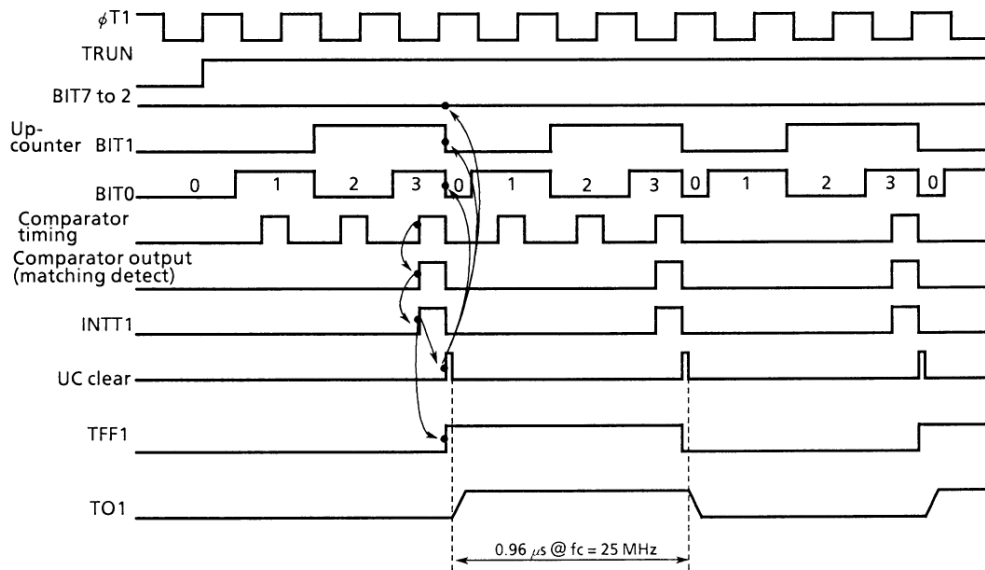 φT1
TRUN
BIT7 to 2
Up-
counter BIT1
BIT0
0 1 2 3 0 1 2 3 0 1 2 3 0
Comparator
timing
Comparator output
(matching detect)
INTT1
UC clear
TFF1
TO1
0.96 μs @ fc = 25 MHz